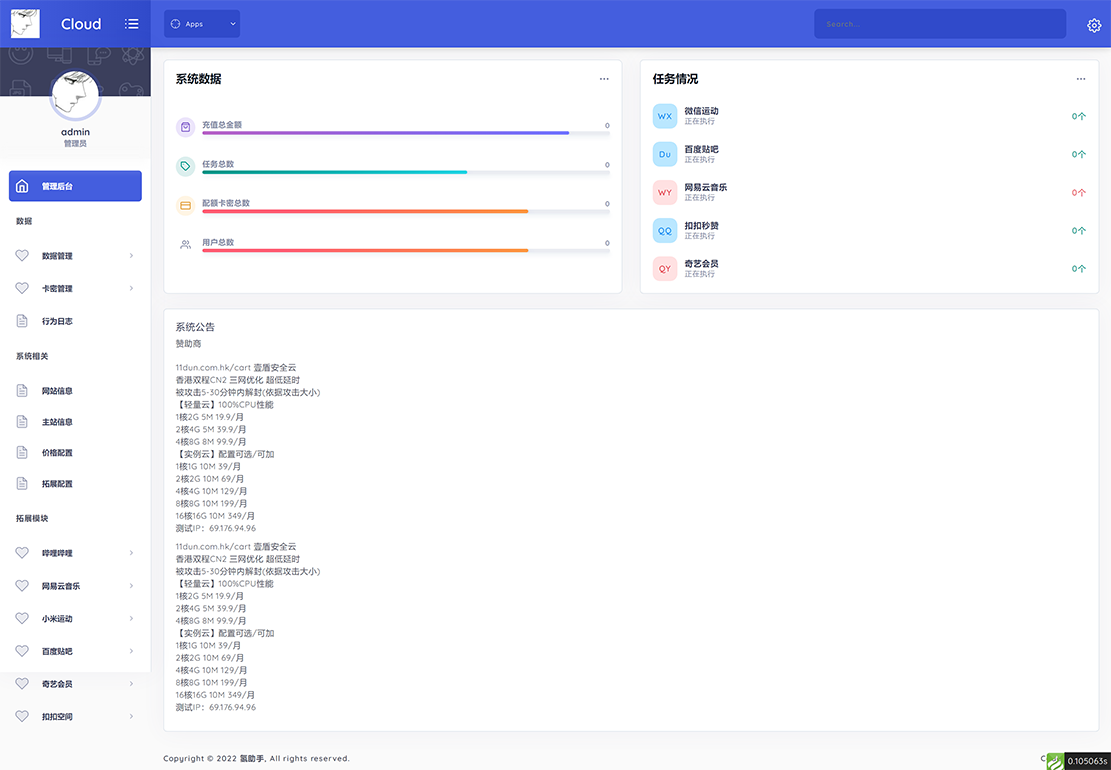 Cloud
Apps
Search...
admin
管理员
管理后台
数据
数据管理
卡密管理
行为日志
系统相关
网站信息
主站信息
价格配置
拓展配置
拓展模块
哔哩哔哩
网易云音乐
小米运动
百度贴吧
奇艺会员
扣扣空间
系统数据
充值总金额 0
任务总数 0
配额卡密总数 0
用户总数 0
任务情况
WX 微信运动 0个
正在执行
Du 百度贴吧 0个
正在执行
WY 网易云音乐 0个
正在执行
QQ 扣扣秒赞 0个
正在执行
QY 奇艺会员 0个
正在执行
系统公告
赞助商
11dun.com.hk/cart 壹盾安全云
香港双程CN2 三网优化 超低延时
被攻击5-30分钟内解封(依据攻击大小)
【轻量云】100%CPU性能
1核2G 5M 19.9/月
2核4G 5M 39.9/月
4核8G 8M 99.9/月
【实例云】配置可选/可加
1核1G 10M 39/月
2核2G 10M 69/月
4核4G 10M 129/月
8核8G 10M 199/月
16核16G 10M 349/月
测试IP：69.176.94.96
11dun.com.hk/cart 壹盾安全云
香港双程CN2 三网优化 超低延时
被攻击5-30分钟内解封(依据攻击大小)
【轻量云】100%CPU性能
1核2G 5M 19.9/月
2核4G 5M 39.9/月
4核8G 8M 99.9/月
【实例云】配置可选/可加
1核1G 10M 39/月
2核2G 10M 69/月
4核4G 10M 129/月
8核8G 10M 199/月
16核16G 10M 349/月
测试IP：69.176.94.96
Copyright © 2022 氢助手, All rights reserved.
0.105063s